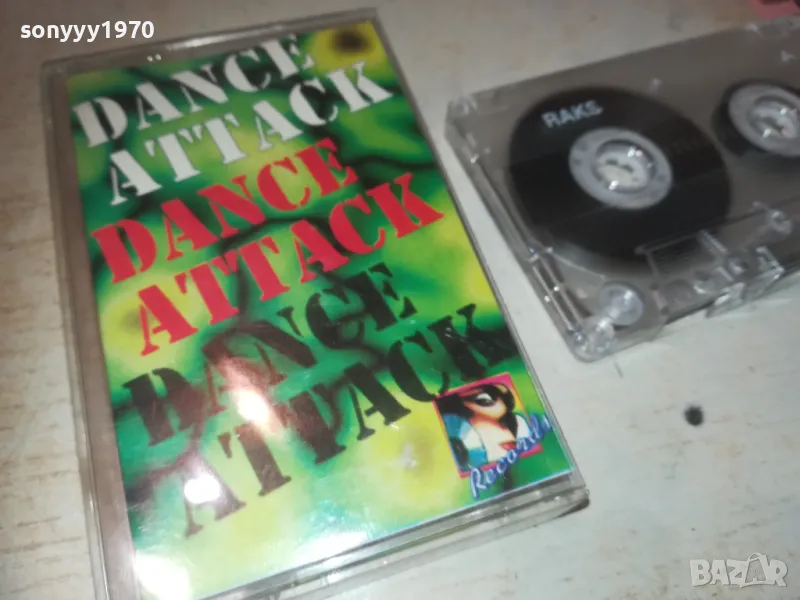 sonyyy1970
DANCE
ATTACK
DANCE
ATTACK
DANCE
ATTACK
Records
RAKS
BAZAR